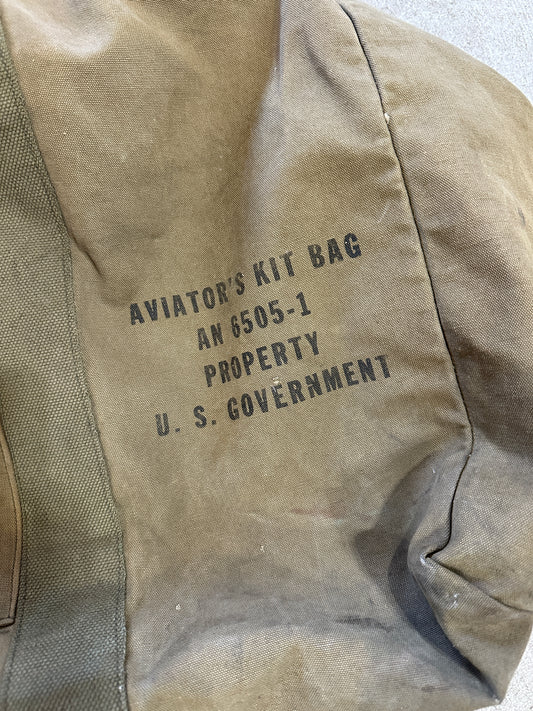 AVIATOR'S KIT BAG
AN 6505-1
PROPERTY
U. S. GOVERNMENT